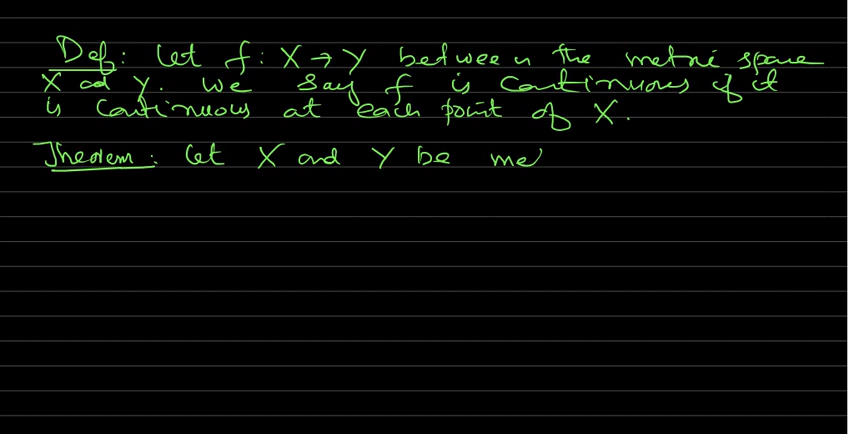 Def: Let f: X → Y between the metric space
X ad Y. We say f is continuous if it
is continuous at each point of X.
Theorem: Let X and Y be me